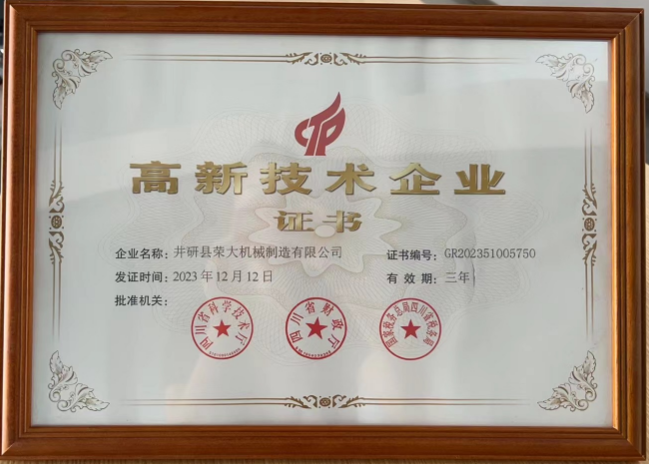 高新技术企业
证书
企业名称：井研县荣大机械制造有限公司 证书编号：GR202351005750
发证时间：2023年12月12日 有效期：三年
批准机关：
四川省科学技术厅 四川省财政厅 国家税务总局四川省税务局